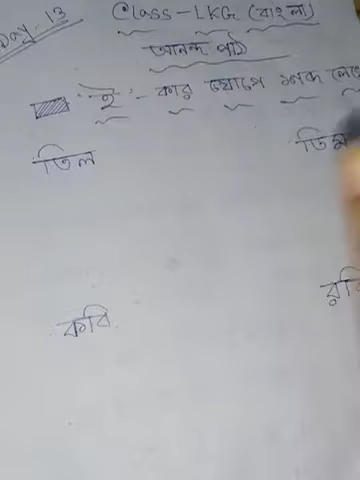 Day. 13
Class-LKG (বাংলা)
আনন্দ পাঠ
'ই' - কার যোগে শব্দ
তিল
কবি